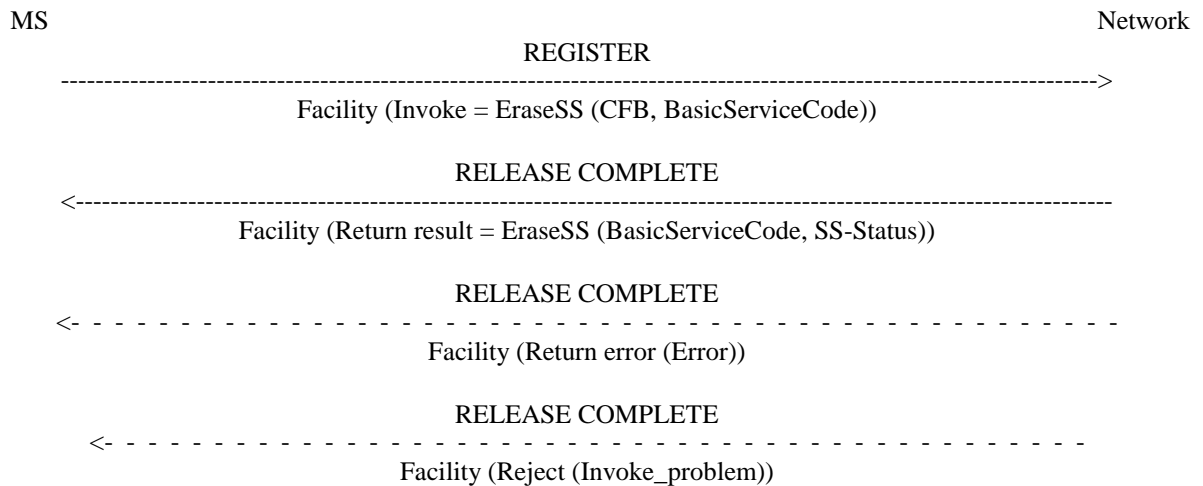 MS Network
REGISTER
Facility (Invoke = EraseSS (CFB, BasicServiceCode))
RELEASE COMPLETE
Facility (Return result = EraseSS (BasicServiceCode, SS-Status))
RELEASE COMPLETE
Facility (Return error (Error))
RELEASE COMPLETE
Facility (Reject (Invoke_problem))